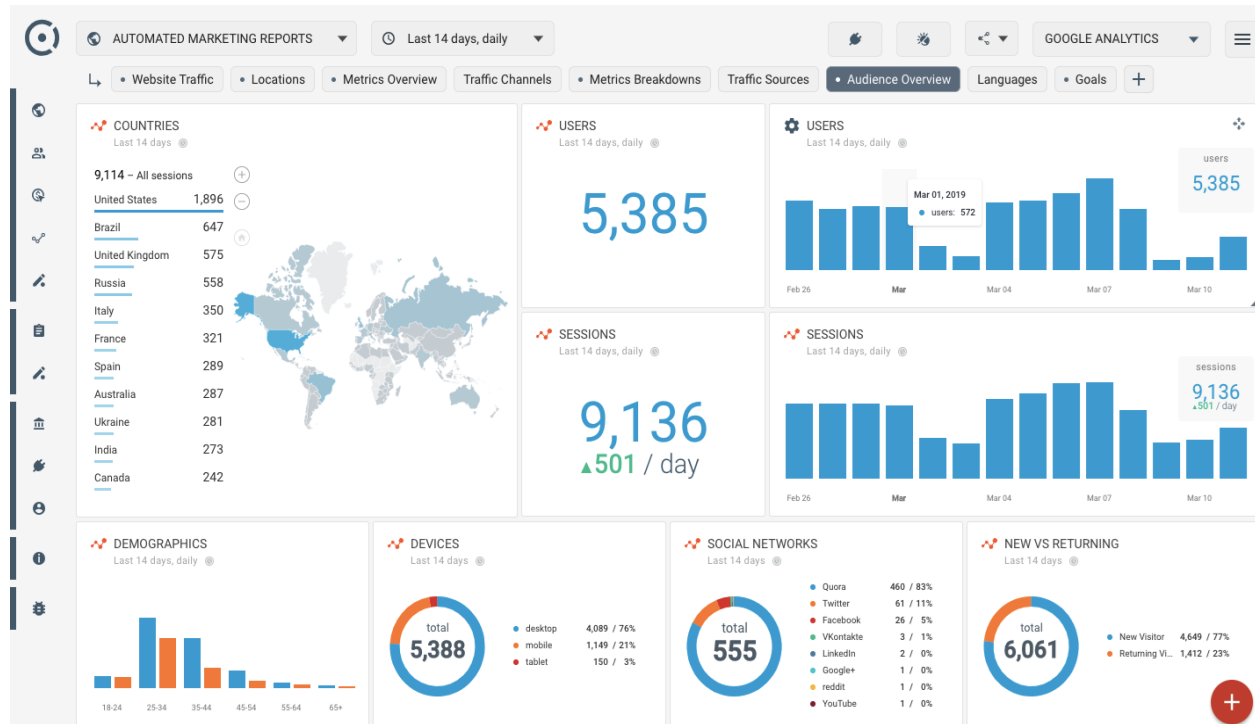 AUTOMATED MARKETING REPORTS
Last 14 days, daily
GOOGLE ANALYTICS
• Website Traffic
• Locations
• Metrics Overview
Traffic Channels
• Metrics Breakdowns
Traffic Sources
• Audience Overview
Languages
• Goals
COUNTRIES
Last 14 days
9,114 – All sessions
United States 1,896
Brazil 647
United Kingdom 575
Russia 558
Italy 350
France 321
Spain 289
Australia 287
Ukraine 281
India 273
Canada 242
USERS
Last 14 days, daily
5,385
USERS
Last 14 days, daily
users
5,385
Mar 01, 2019
users: 572
Feb 26 Mar Mar 04 Mar 07 Mar 10
SESSIONS
Last 14 days, daily
9,136
▲501 / day
SESSIONS
Last 14 days, daily
sessions
9,136
▲501 / day
Feb 26 Mar Mar 04 Mar 07 Mar 10
DEMOGRAPHICS
Last 14 days, daily
18-24 25-34 35-44 45-54 55-64 65+
DEVICES
Last 14 days
total
5,388
desktop 4,089 / 76%
mobile 1,149 / 21%
tablet 150 / 3%
SOCIAL NETWORKS
Last 14 days
total
555
Quora 460 / 83%
Twitter 61 / 11%
Facebook 26 / 5%
VKontakte 3 / 1%
LinkedIn 2 / 0%
Google+ 1 / 0%
reddit 1 / 0%
YouTube 1 / 0%
NEW VS RETURNING
Last 14 days
total
6,061
New Visitor 4,649 / 77%
Returning Vi... 1,412 / 23%